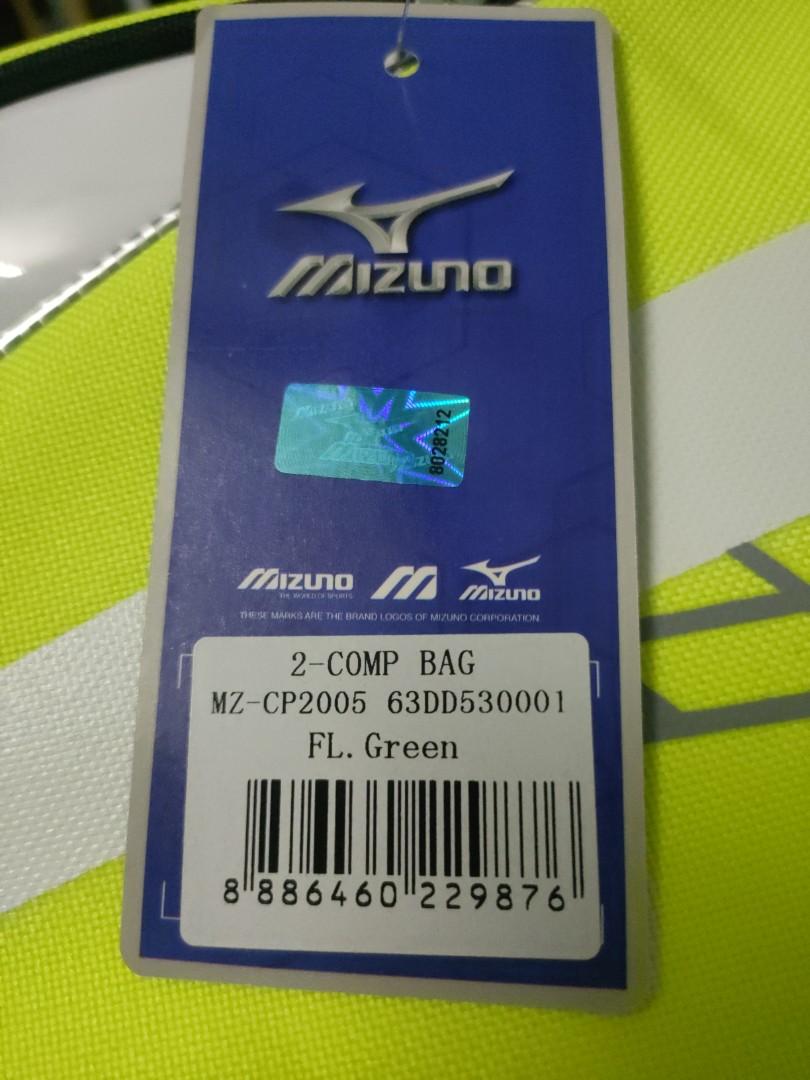 MIZUNO
MIZUNO
8028212
MIZUNO
THE WORLD OF SPORTS
MIZUNO
THESE MARKS ARE THE BRAND LOGOS OF MIZUNO CORPORATION.
2-COMP BAG
MZ-CP2005 63DD530001
FL.Green
8 886460 229876